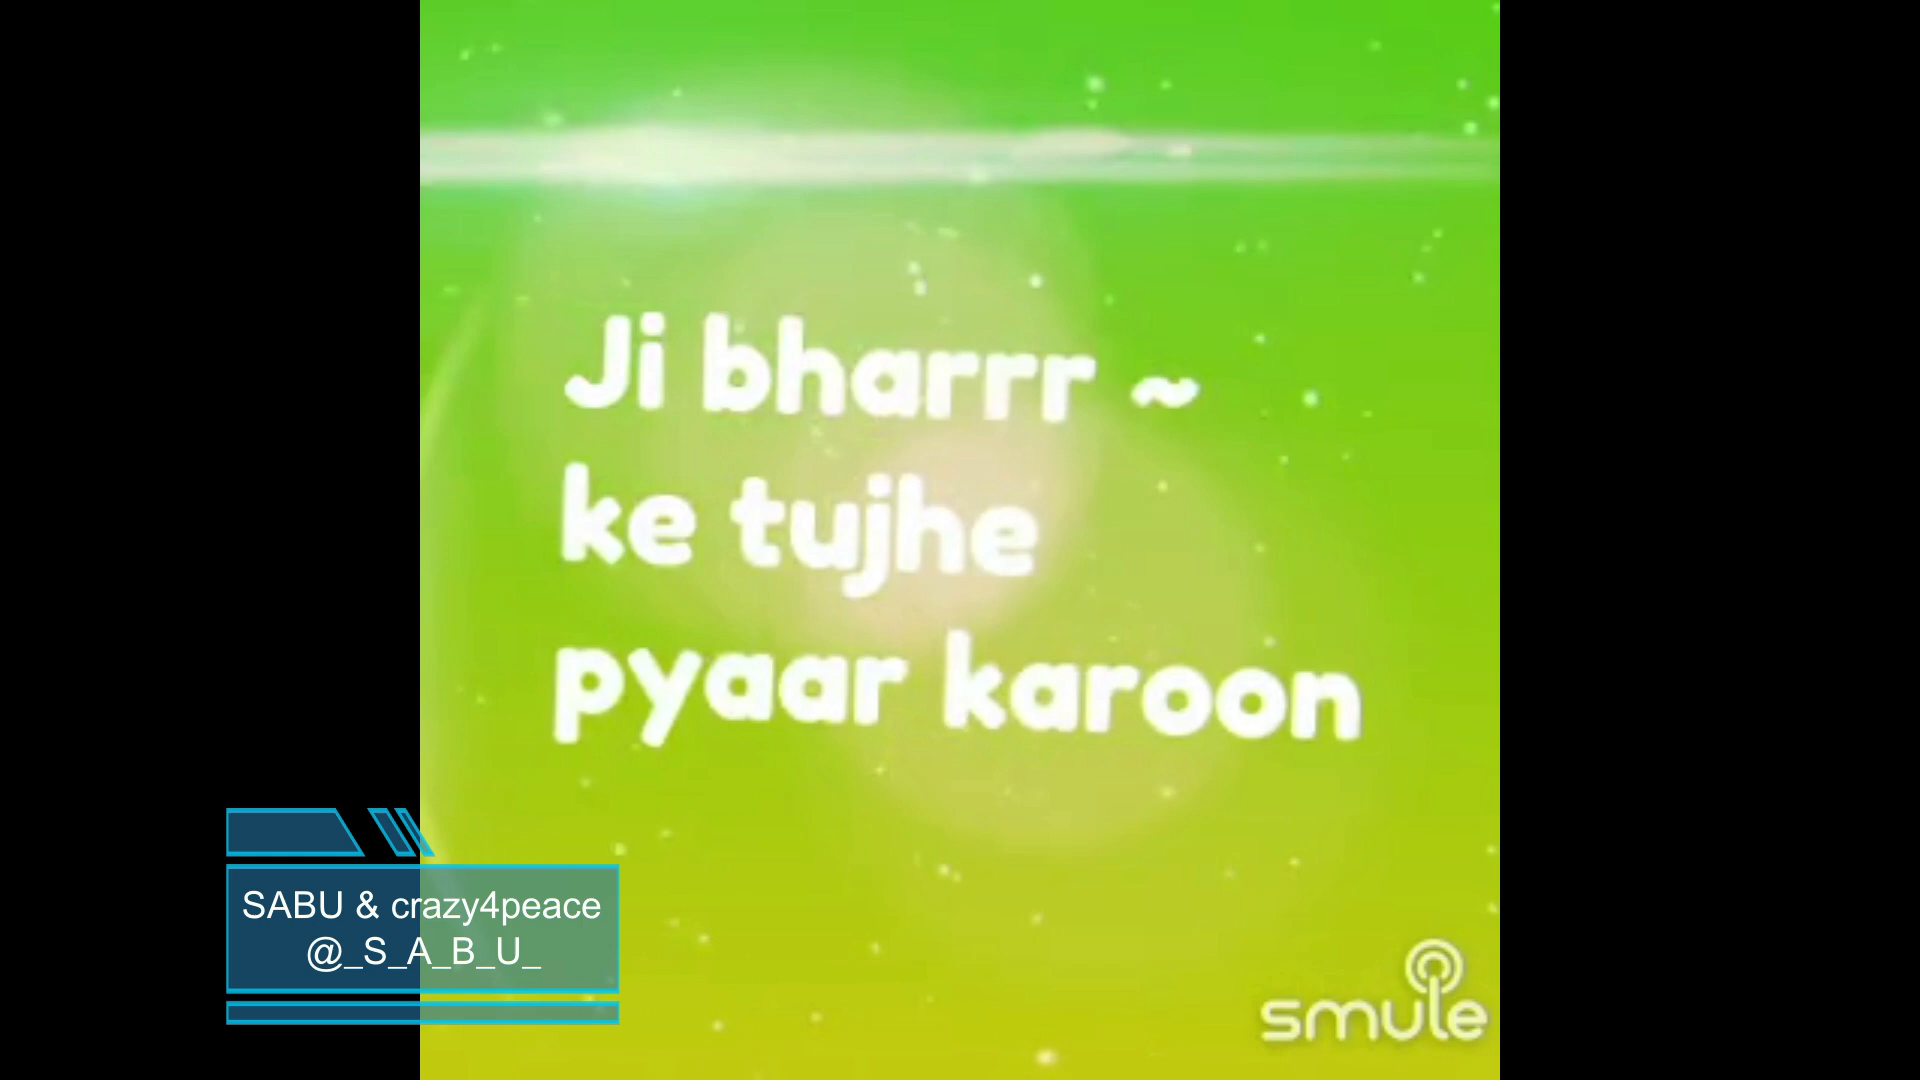 Ji bharrr ~
ke tujhe
pyaar karoon
SABU & crazy4peace
@_S_A_B_U_
smule